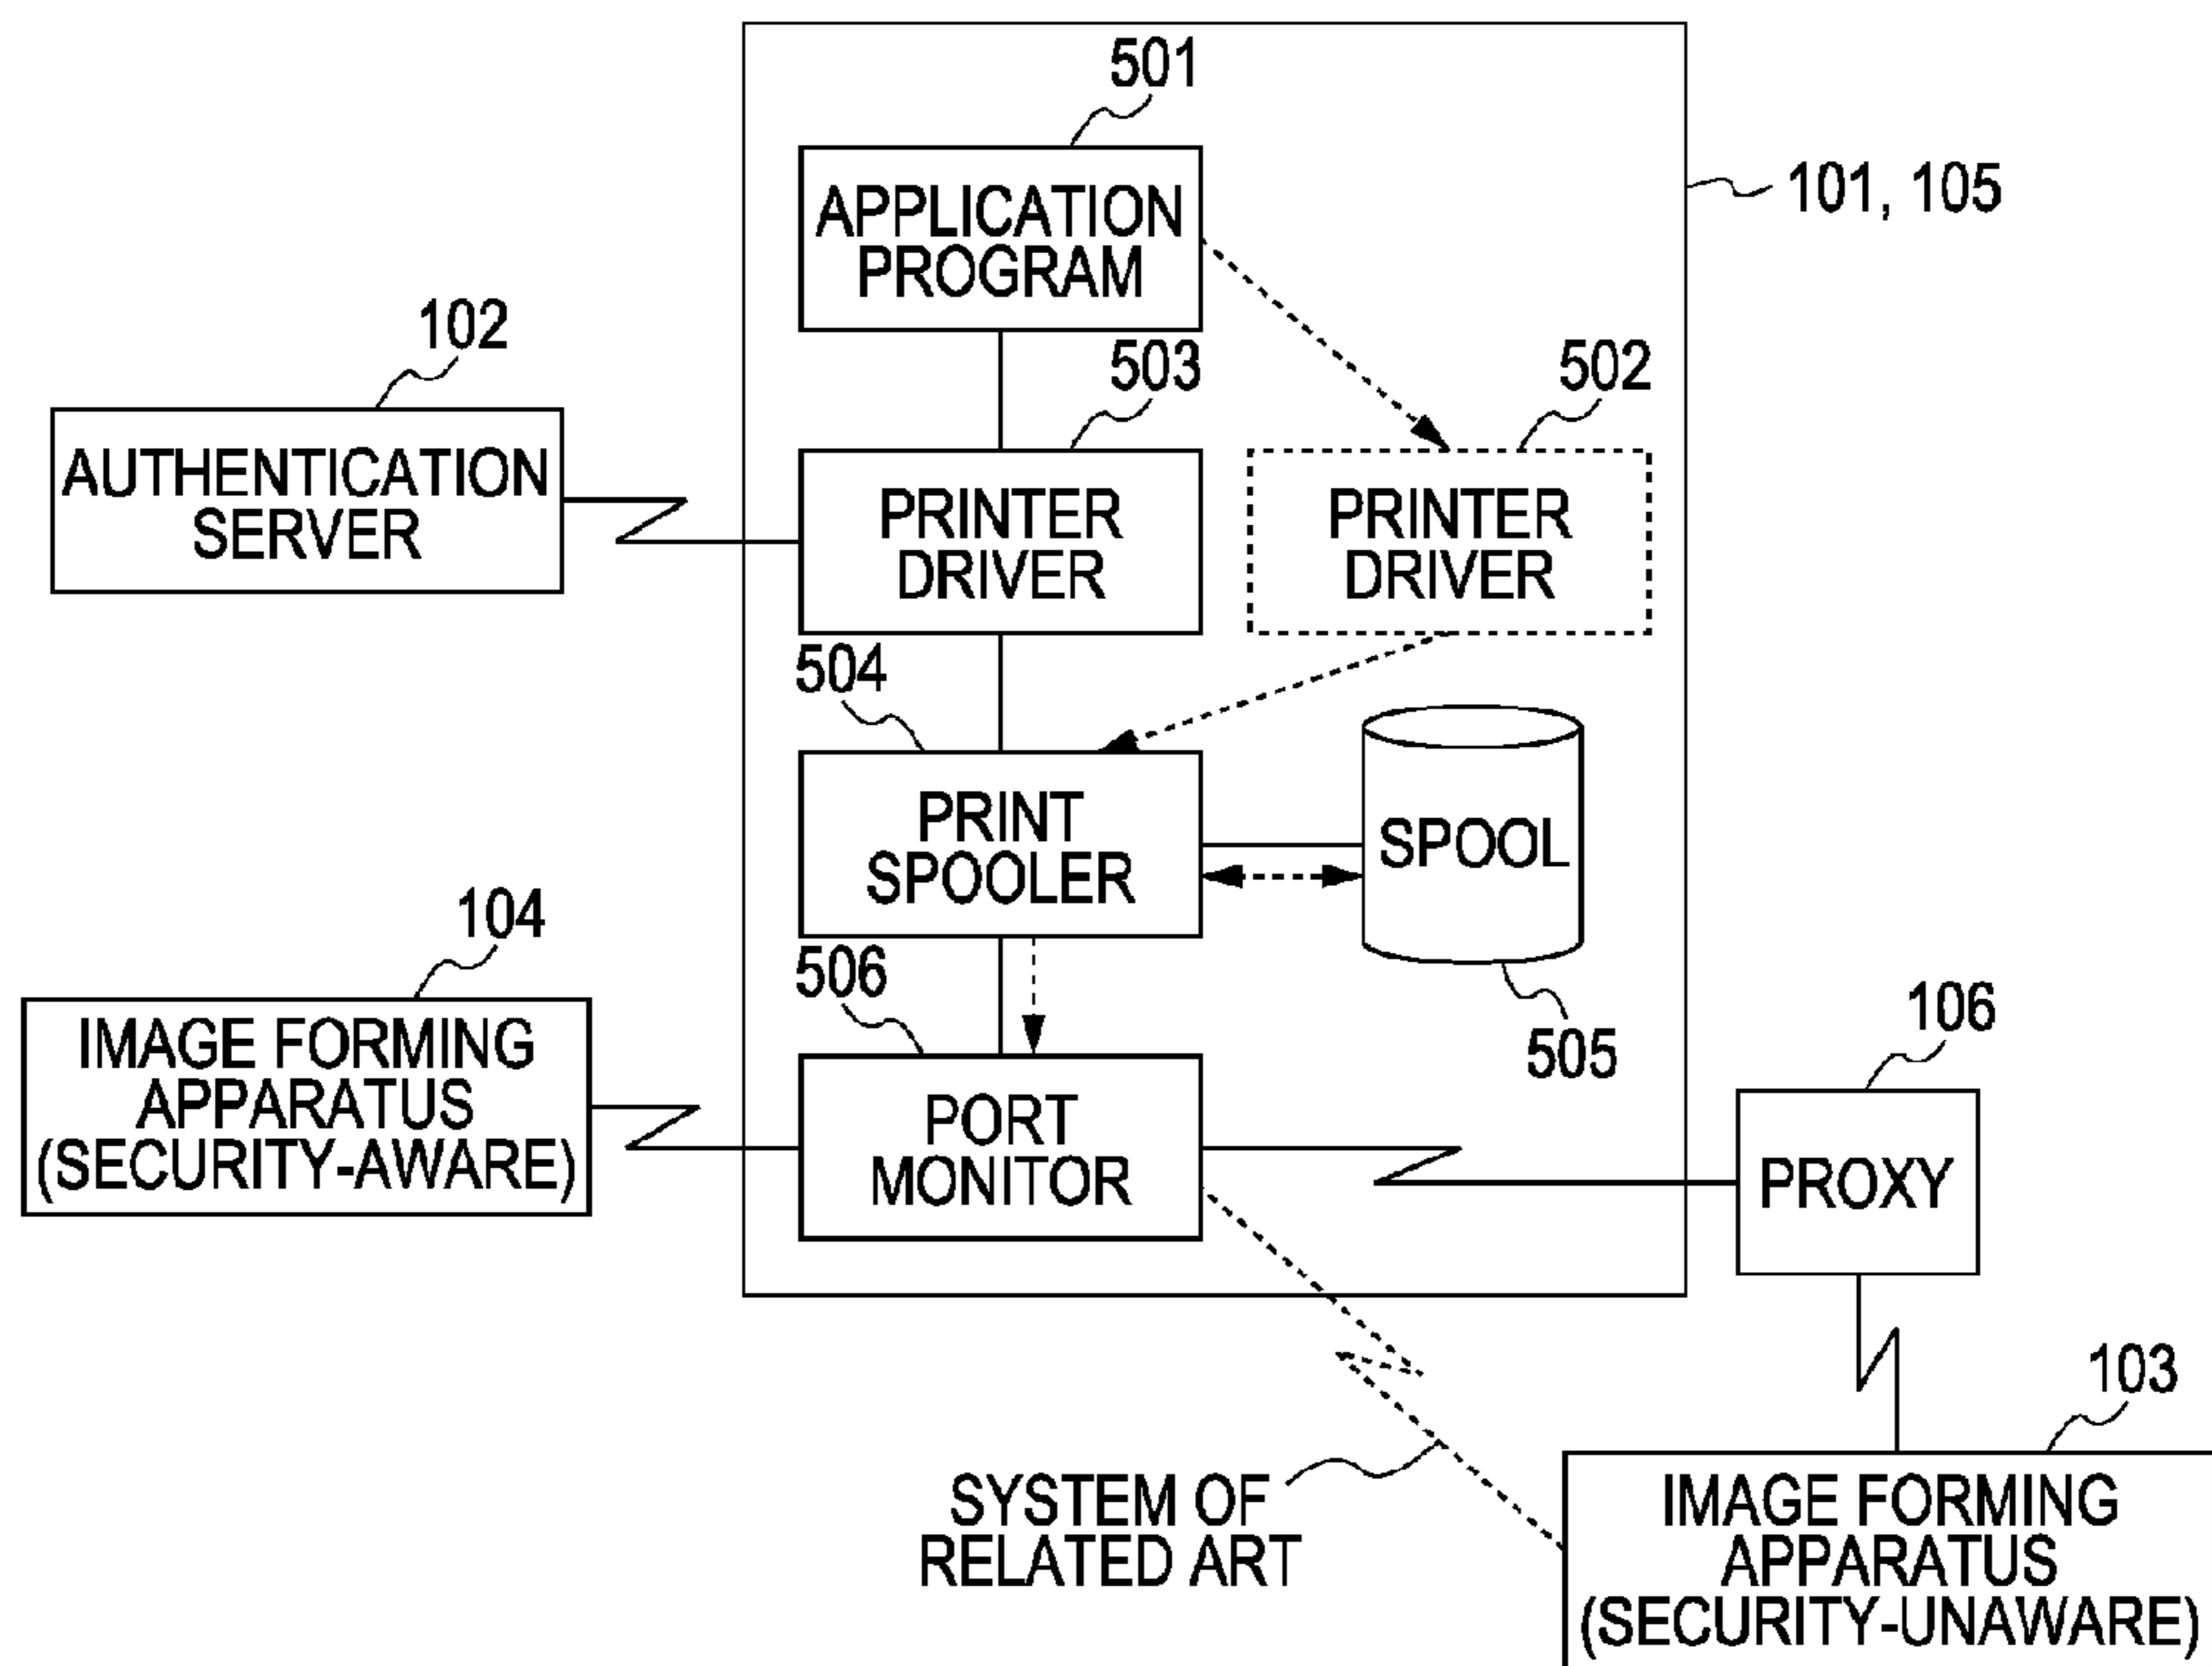 501
APPLICATION
PROGRAM
101, 105
102
AUTHENTICATION
SERVER
503
PRINTER
DRIVER
502
PRINTER
DRIVER
504
PRINT
SPOOLER
SPOOL
505
104
IMAGE FORMING
APPARATUS
(SECURITY-AWARE)
506
PORT
MONITOR
106
PROXY
SYSTEM OF
RELATED ART
103
IMAGE FORMING
APPARATUS
(SECURITY-UNAWARE)